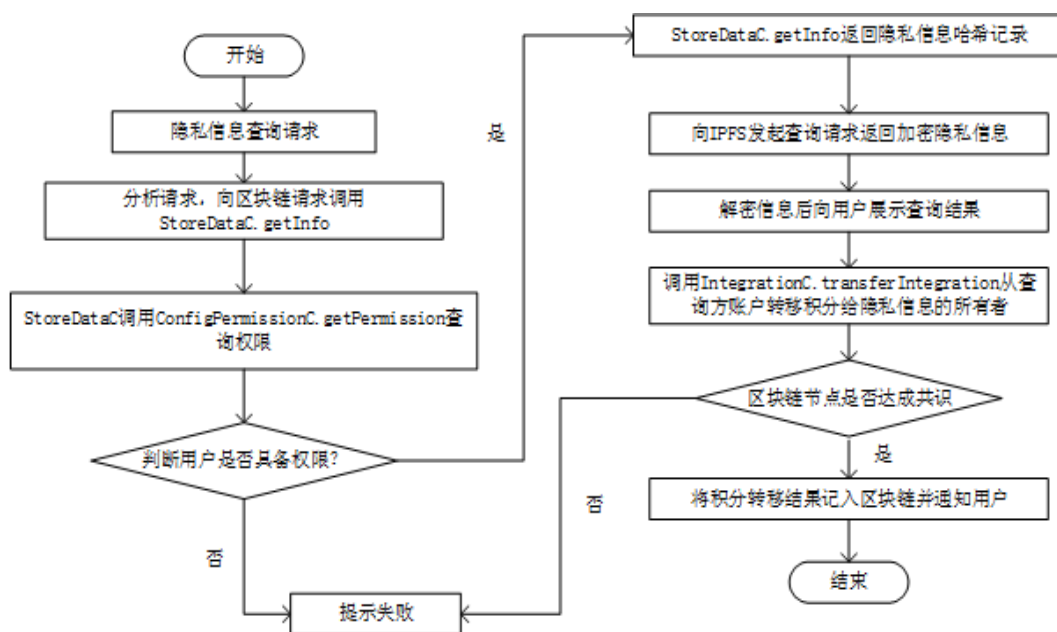 开始
隐私信息查询请求
分析请求，向区块链请求调用
StoreDataC.getInfo
StoreDataC调用ConfigPermissionC.getPermission查
询权限
判断用户是否具备权限？
否
提示失败
是
StoreDataC.getInfo返回隐私信息哈希记录
向IPFS发起查询请求返回加密隐私信息
解密信息后向用户展示查询结果
调用IntegrationC.transferIntegration从查
询方账户转移积分给隐私信息的所有者
区块链节点是否达成共识
否
是
将积分转移结果记入区块链并通知用户
结束